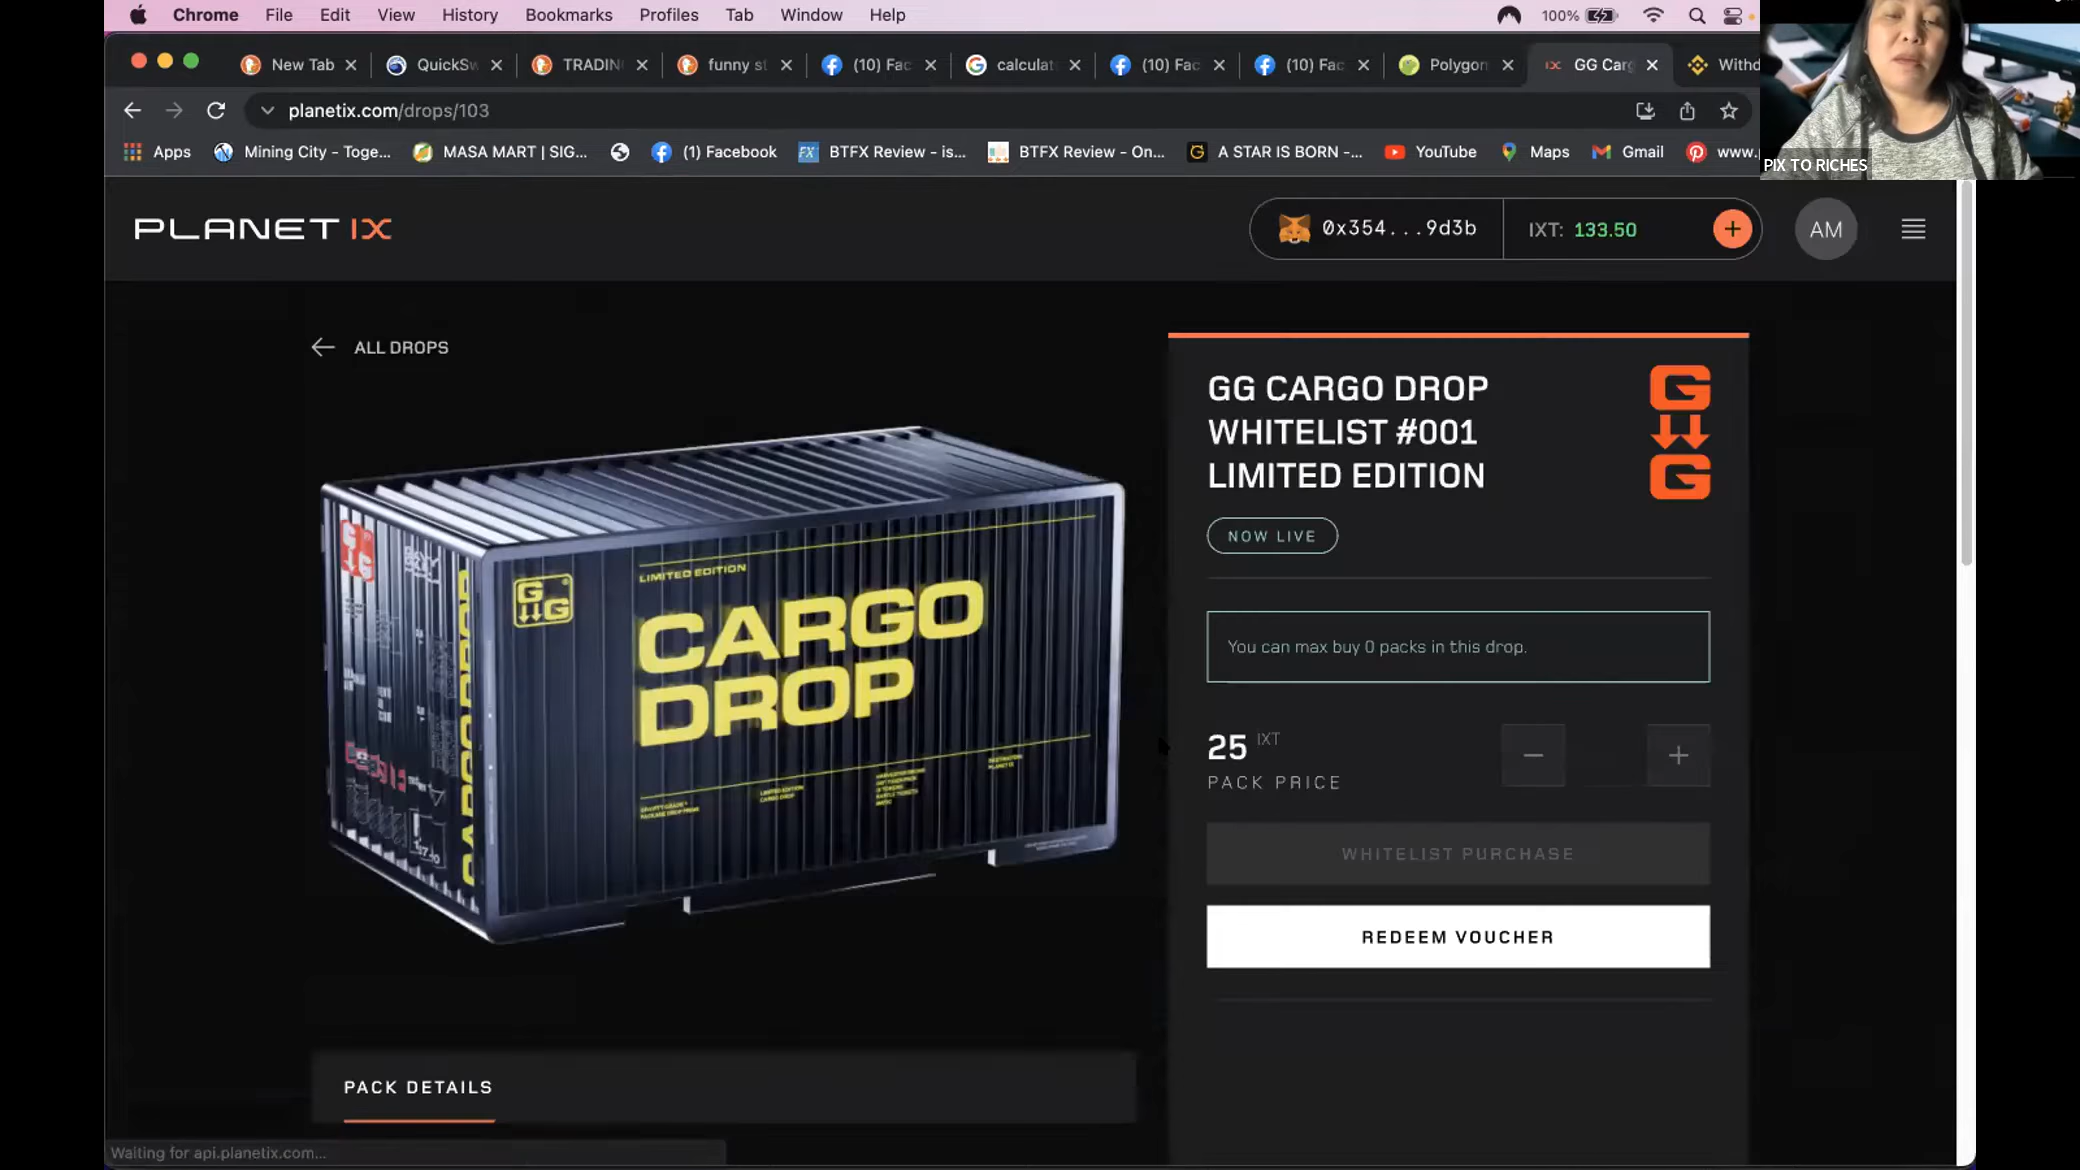 Chrome File Edit View History Bookmarks Profiles Tab Window Help 100%
New Tab QuickSw TRADIN funny st (10) Fac calculat (10) Fac (10) Fac Polygon GG Carg Withd
planetix.com/drops/103
Apps Mining City - Toge... MASA MART | SIG... (1) Facebook BTFX Review - is... BTFX Review - On... A STAR IS BORN -... YouTube Maps Gmail www.p
PIX TO RICHES
PLANET IX 0x354...9d3b IXT: 133.50 + AM
ALL DROPS
GG CARGO DROP
WHITELIST #001
LIMITED EDITION
G
G
NOW LIVE
LIMITED EDITION
G
G
CARGO
DROP
CARGO DROP
You can max buy 0 packs in this drop.
25 IXT
PACK PRICE
WHITELIST PURCHASE
REDEEM VOUCHER
PACK DETAILS
Waiting for api.planetix.com...